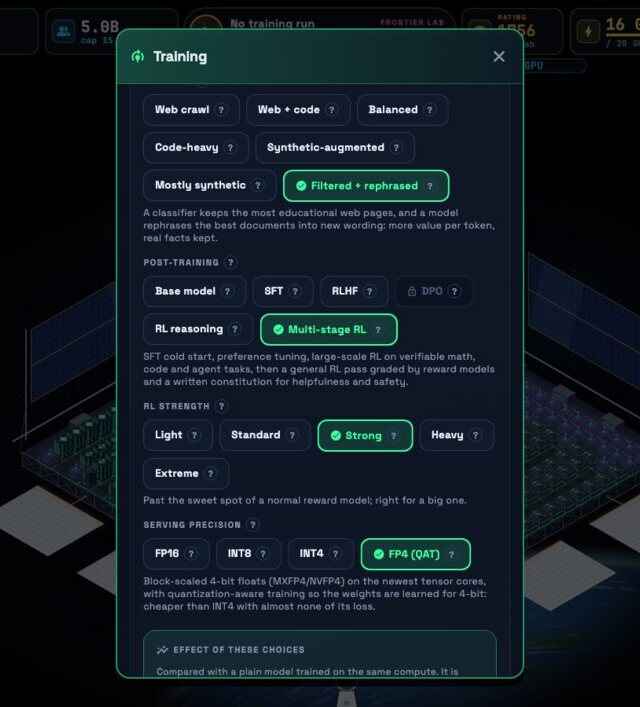 5.0B
cap 15
No training run
FRONTIER LAB
RATING
1756
ab
16 G
/ 20 G
GPU
Training
Web crawl ?
Web + code ?
Balanced ?
Code-heavy ?
Synthetic-augmented ?
Mostly synthetic ?
Filtered + rephrased ?
A classifier keeps the most educational web pages, and a model
rephrases the best documents into new wording: more value per token,
real facts kept.
POST-TRAINING ?
Base model ?
SFT ?
RLHF ?
DPO ?
RL reasoning ?
Multi-stage RL ?
SFT cold start, preference tuning, large-scale RL on verifiable math,
code and agent tasks, then a general RL pass graded by reward models
and a written constitution for helpfulness and safety.
RL STRENGTH ?
Light ?
Standard ?
Strong ?
Heavy ?
Extreme ?
Past the sweet spot of a normal reward model; right for a big one.
SERVING PRECISION ?
FP16 ?
INT8 ?
INT4 ?
FP4 (QAT) ?
Block-scaled 4-bit floats (MXFP4/NVFP4) on the newest tensor cores,
with quantization-aware training so the weights are learned for 4-bit:
cheaper than INT4 with almost none of its loss.
EFFECT OF THESE CHOICES
Compared with a plain model trained on the same compute. It is